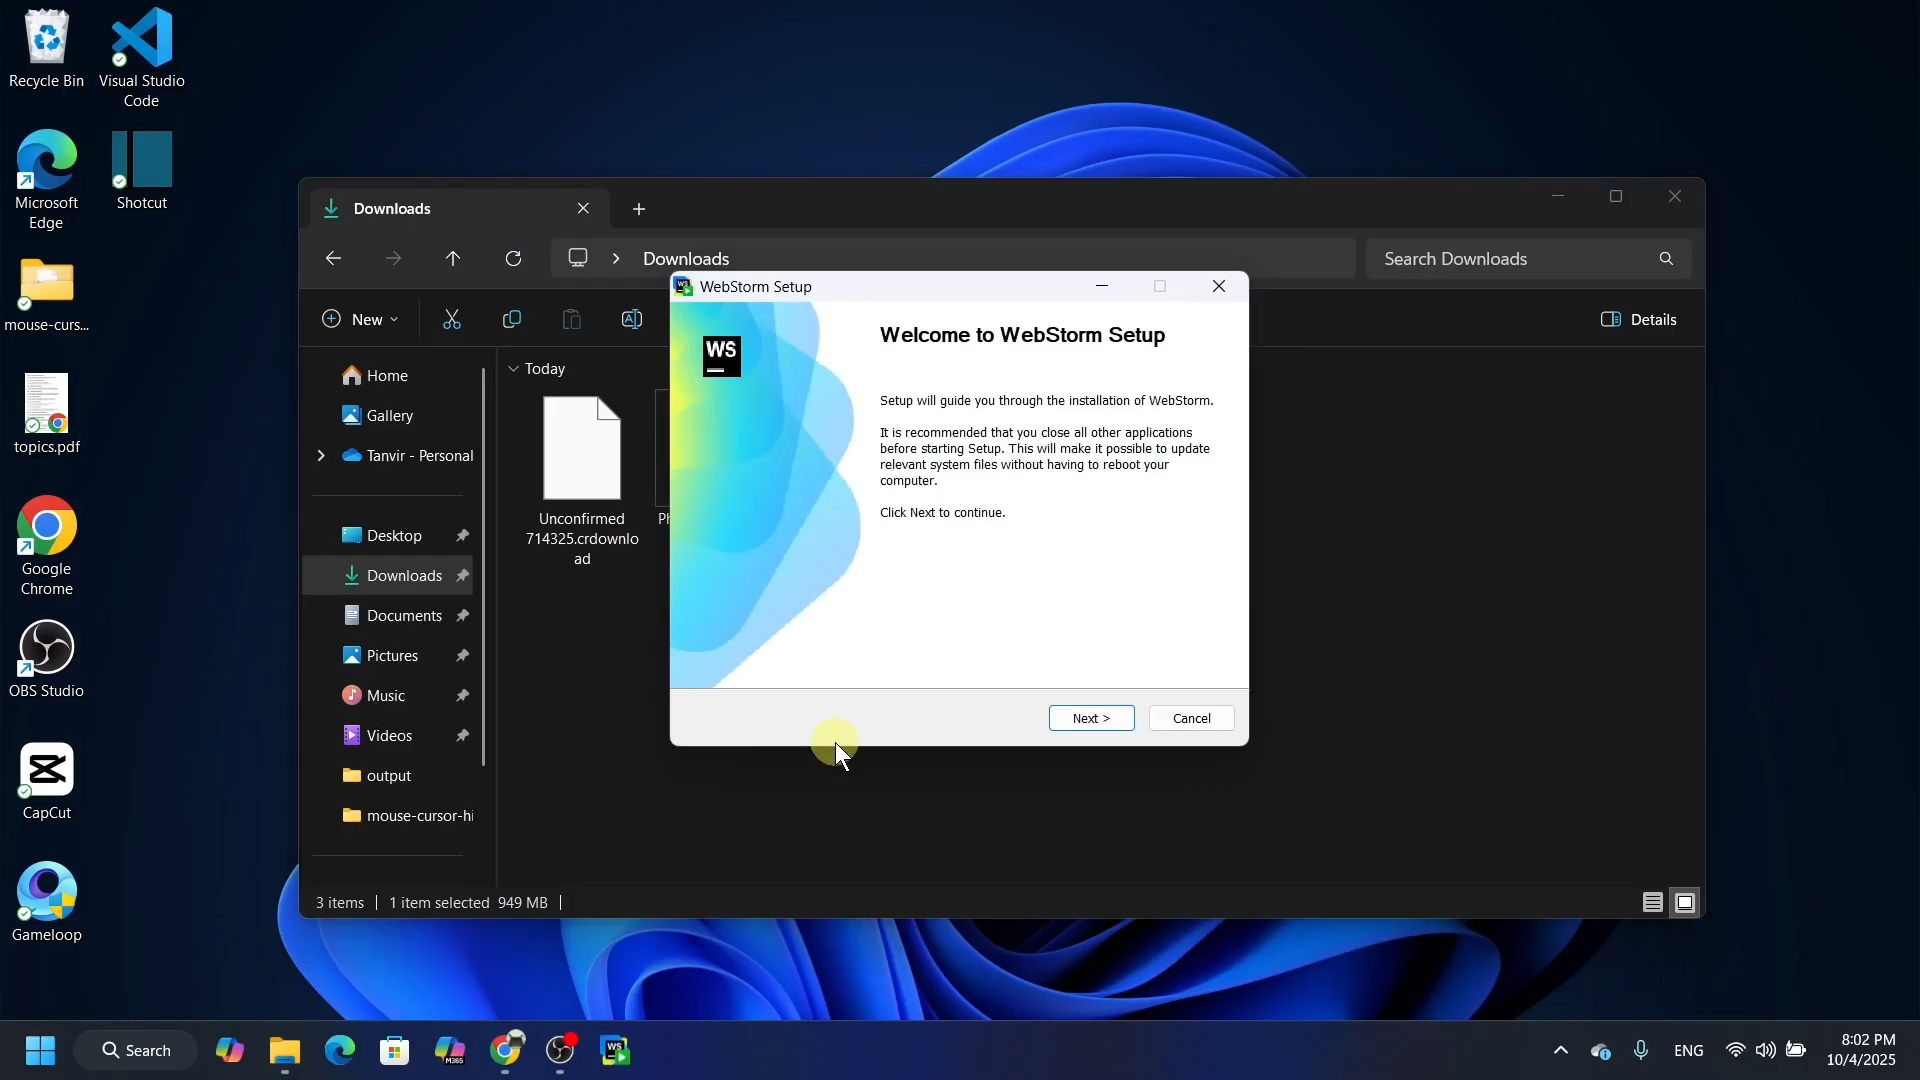 Recycle Bin
Visual Studio
Code
Microsoft
Edge
Shotcut
mouse-curs...
topics.pdf
Google
Chrome
OBS Studio
CapCut
Gameloop
Downloads
Downloads
Search Downloads
New
Details
Home
Gallery
Tanvir - Personal
Desktop
Downloads
Documents
Pictures
Music
Videos
output
mouse-cursor-hi
Today
Unconfirmed
714325.crdownlo
ad
Ph
3 items
1 item selected 949 MB
WebStorm Setup
WS
Welcome to WebStorm Setup
Setup will guide you through the installation of WebStorm.
It is recommended that you close all other applications
before starting Setup. This will make it possible to update
relevant system files without having to reboot your
computer.
Click Next to continue.
Next >
Cancel
Search
M365
WS
ENG
8:02 PM
10/4/2025